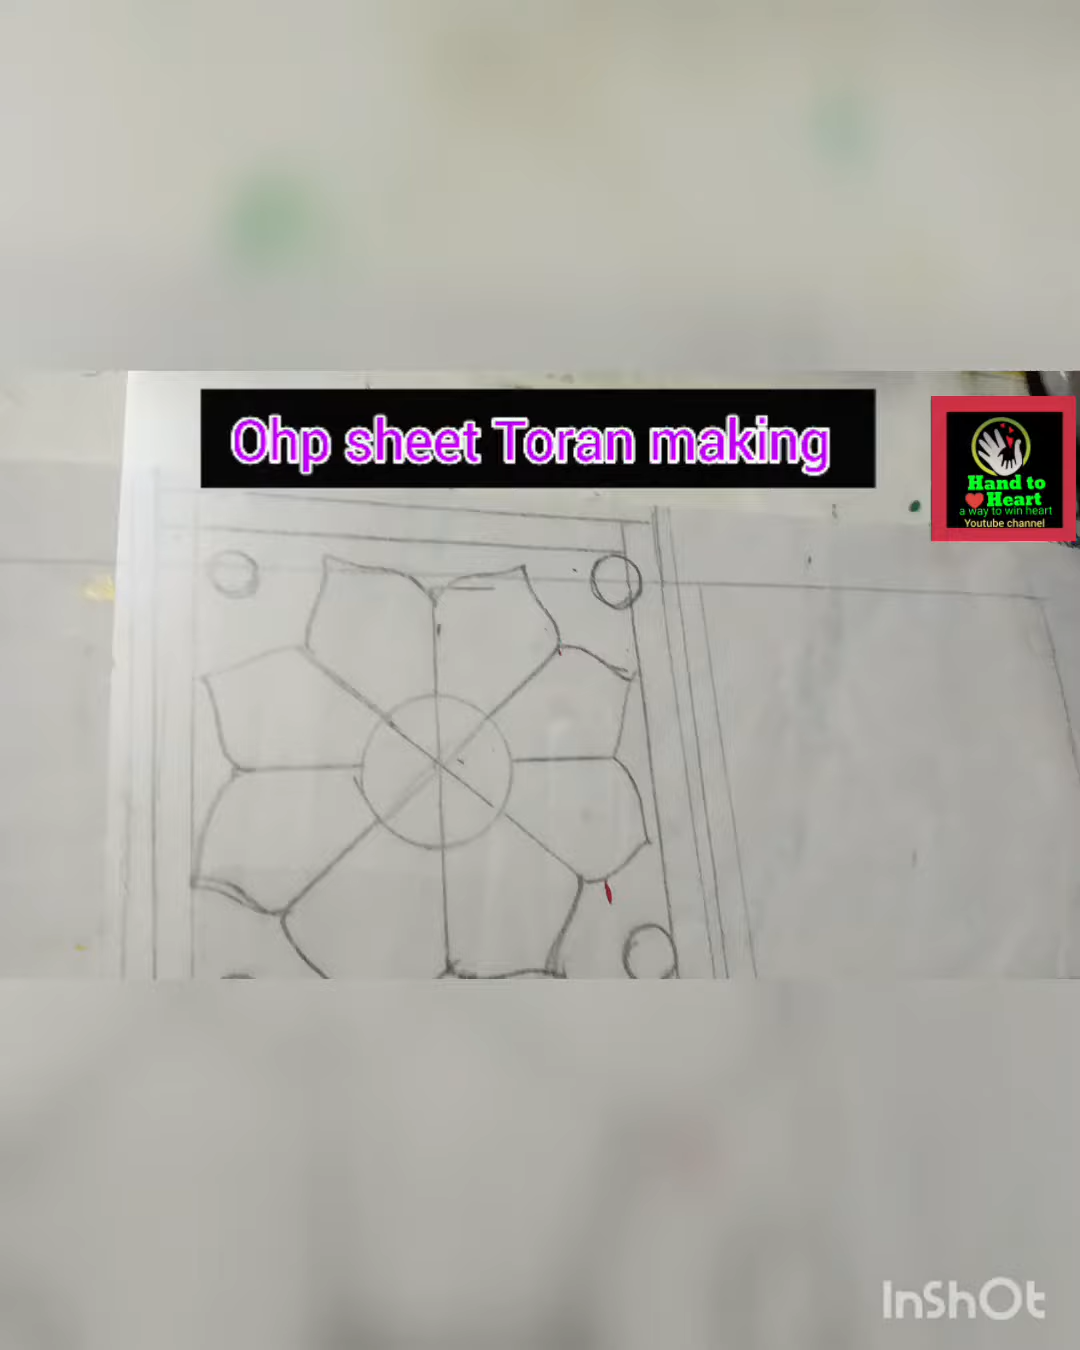 Ohp sheet Toran making
Hand to
Heart
a way to win heart
Youtube channel
InShOt